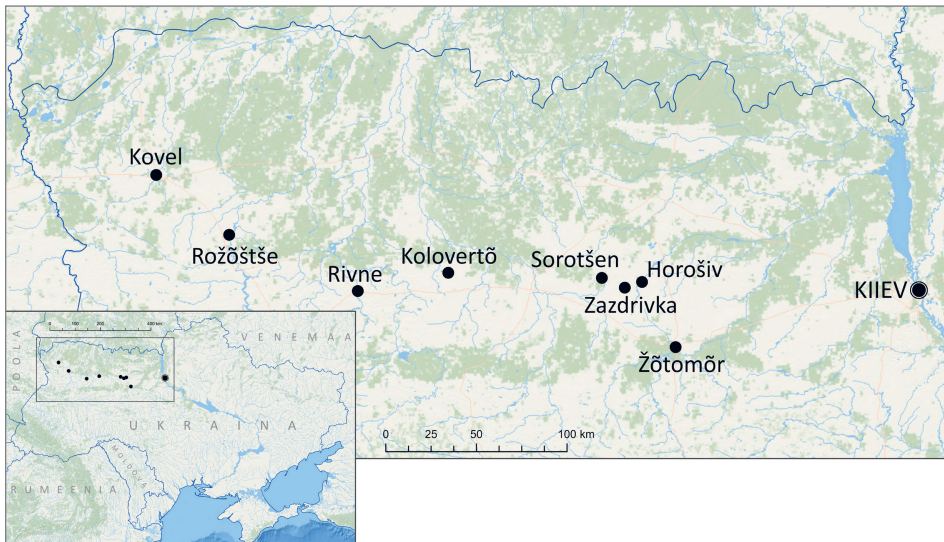 Kovel
Rožõštše
Rivne
Kolovertõ
Sorotšen
Horošiv
Zazdrivka
KIIEV
Žõtomõr
0 25 50 100 km
0 100 200 400 km
POOLA
VENEMAA
UKRAINA
MOLDOVA
RUMEENIA